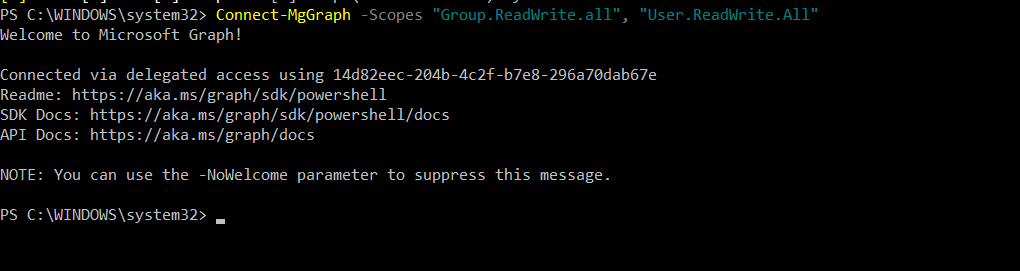 PS C:\WINDOWS\system32> Connect-MgGraph -Scopes "Group.ReadWrite.all", "User.ReadWrite.All"
Welcome to Microsoft Graph!
Connected via delegated access using 14d82eec-204b-4c2f-b7e8-296a70dab67e
Readme: https://aka.ms/graph/sdk/powershell
SDK Docs: https://aka.ms/graph/sdk/powershell/docs
API Docs: https://aka.ms/graph/docs
NOTE: You can use the -NoWelcome parameter to suppress this message.
PS C:\WINDOWS\system32>